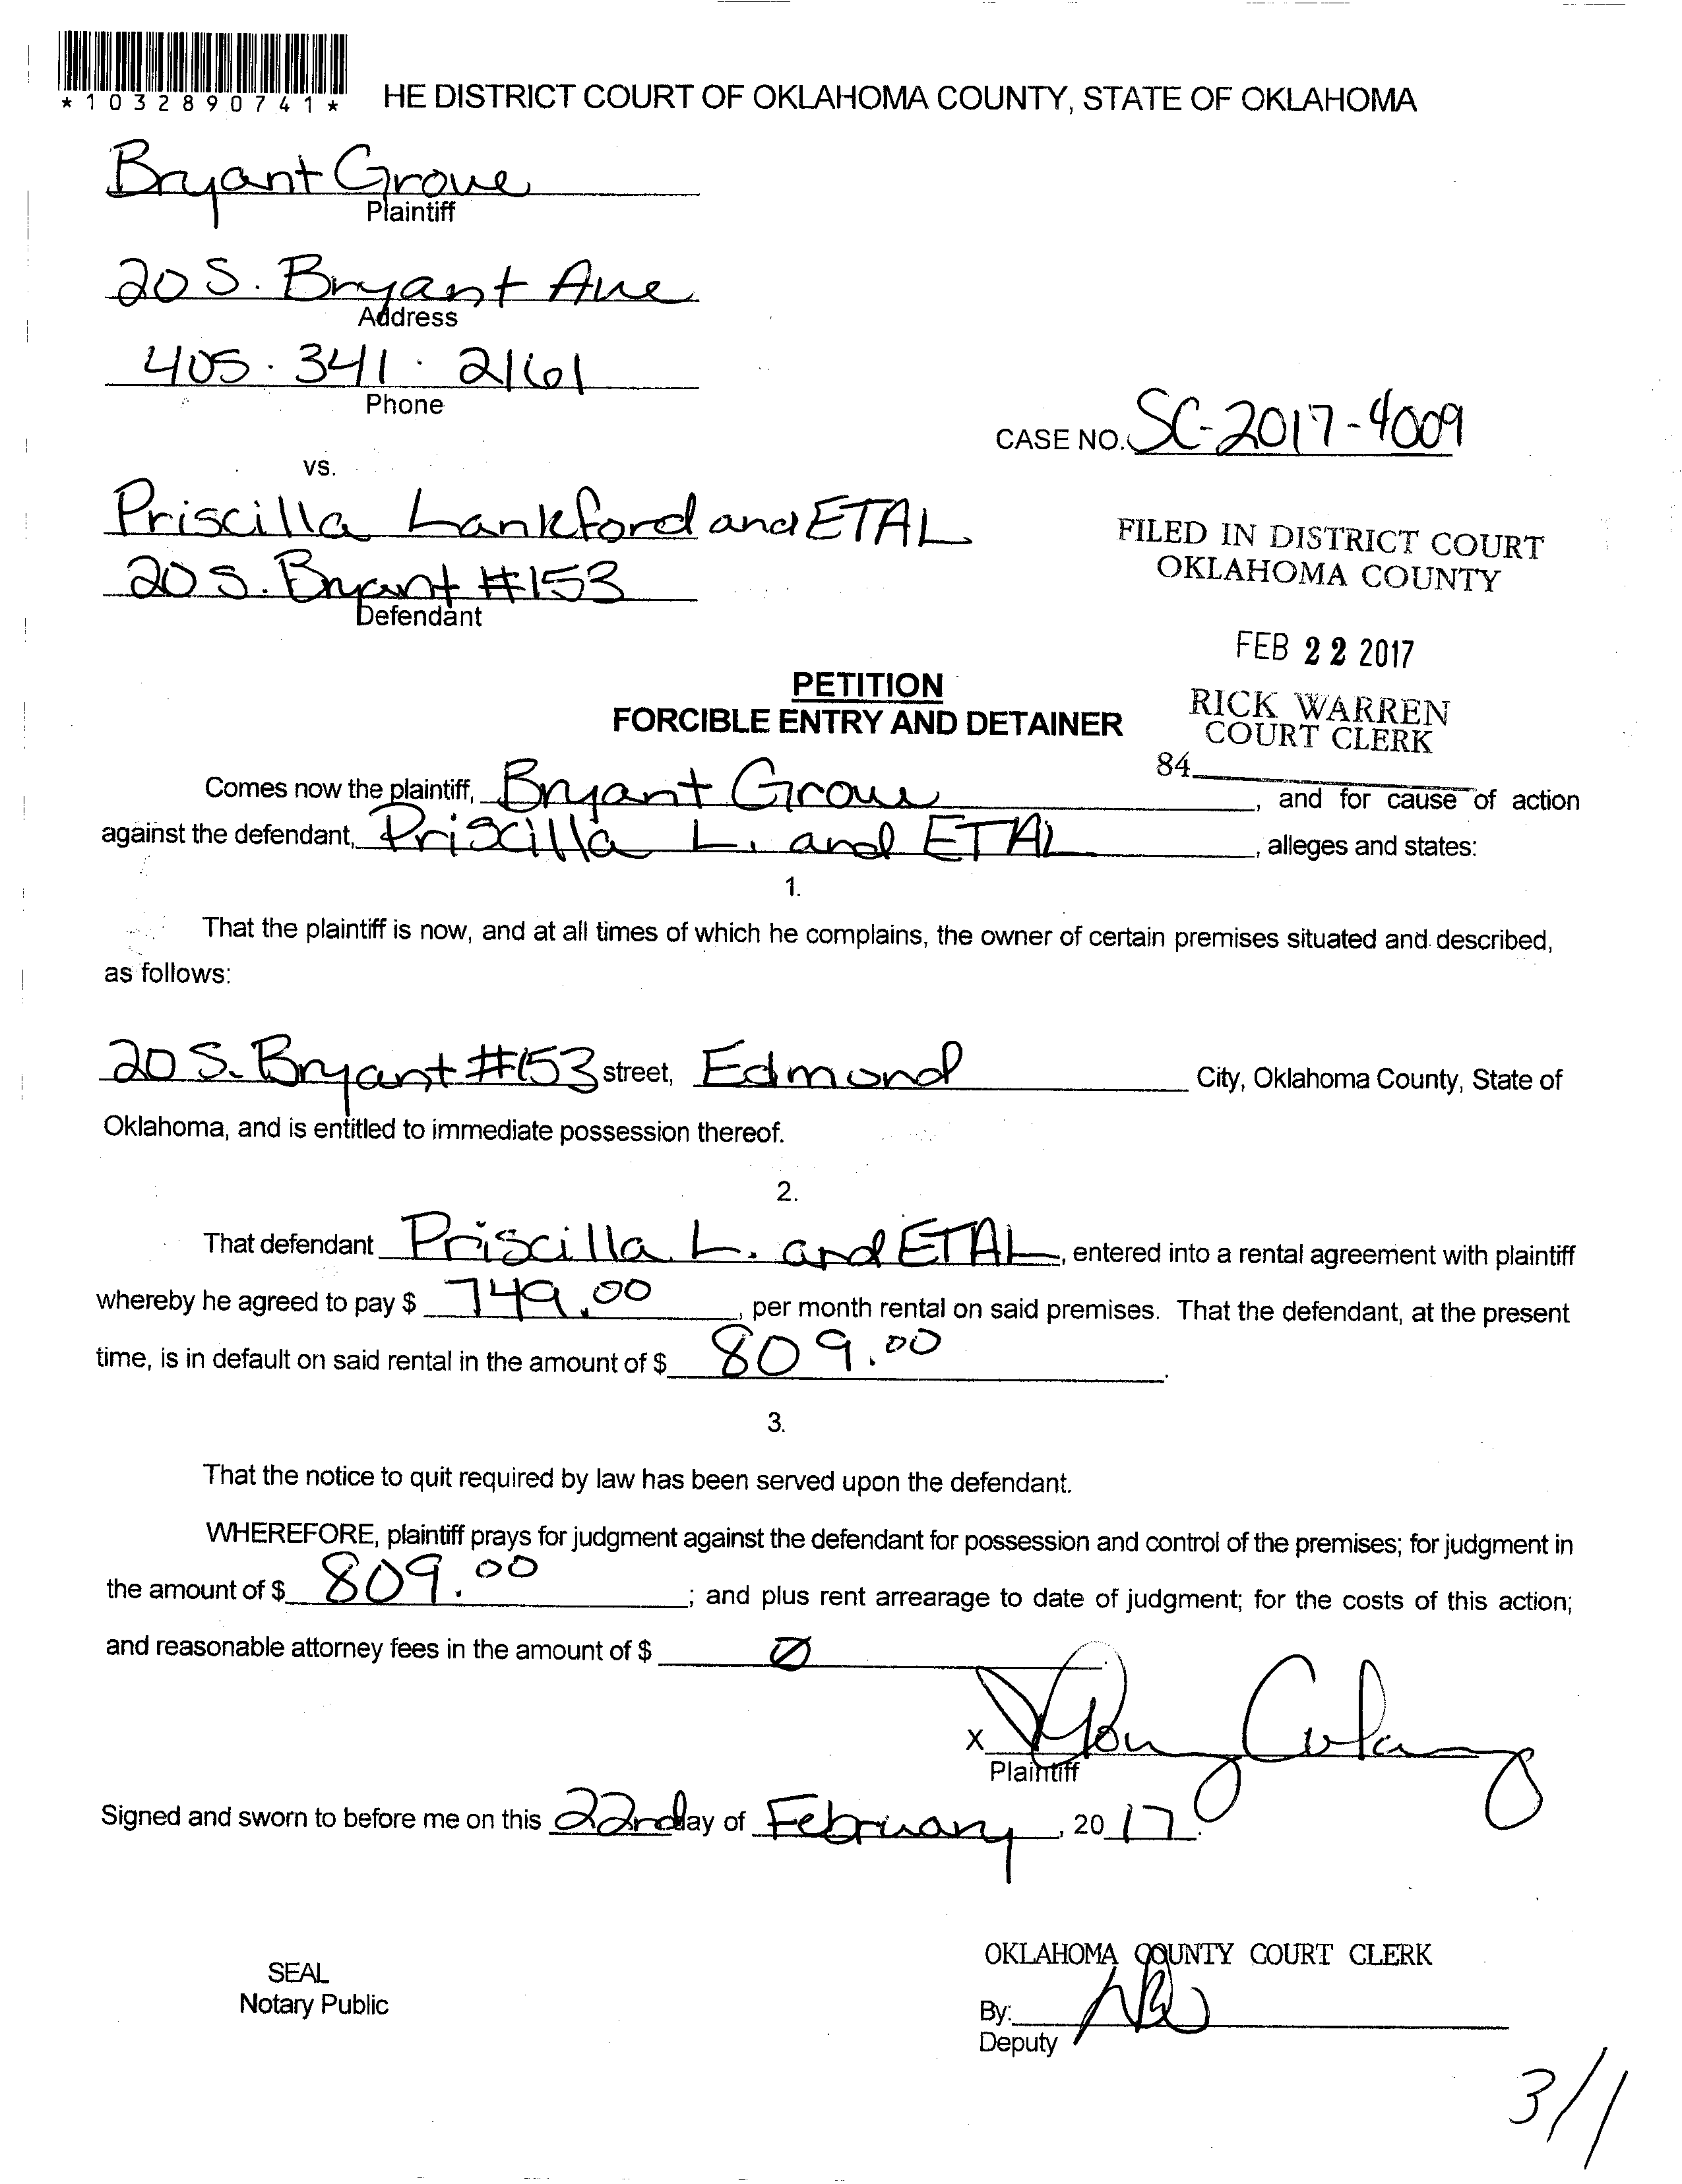 *1032890741*
HE DISTRICT COURT OF OKLAHOMA COUNTY, STATE OF OKLAHOMA
Bryant Grove
Plaintiff
20 S. Bryant Ave
Address
405. 341. 2161
Phone
CASE NO. SC-2017-4009
vs.
Priscilla Lankford and ETAL
20 S. Bryant #153
Defendant
FILED IN DISTRICT COURT
OKLAHOMA COUNTY
FEB 22 2017
RICK WARREN
COURT CLERK
84
PETITION
FORCIBLE ENTRY AND DETAINER
Comes now the plaintiff, Bryant Grove, and for cause of action
against the defendant, Priscilla L. and ETAL, alleges and states:
1.
That the plaintiff is now, and at all times of which he complains, the owner of certain premises situated and described,
as follows:
20 S. Bryant #153 street, Edmond City, Oklahoma County, State of
Oklahoma, and is entitled to immediate possession thereof.
2.
That defendant Priscilla L. and ETAL, entered into a rental agreement with plaintiff
whereby he agreed to pay $ 749.00, per month rental on said premises. That the defendant, at the present
time, is in default on said rental in the amount of $ 809.00.
3.
That the notice to quit required by law has been served upon the defendant.
WHEREFORE, plaintiff prays for judgment against the defendant for possession and control of the premises; for judgment in
the amount of $ 809.00; and plus rent arrearage to date of judgment; for the costs of this action;
and reasonable attorney fees in the amount of $ Ø.
X
Plaintiff
Signed and sworn to before me on this 22nd day of February, 2017.
SEAL
Notary Public
OKLAHOMA COUNTY COURT CLERK
By:
Deputy
3/1